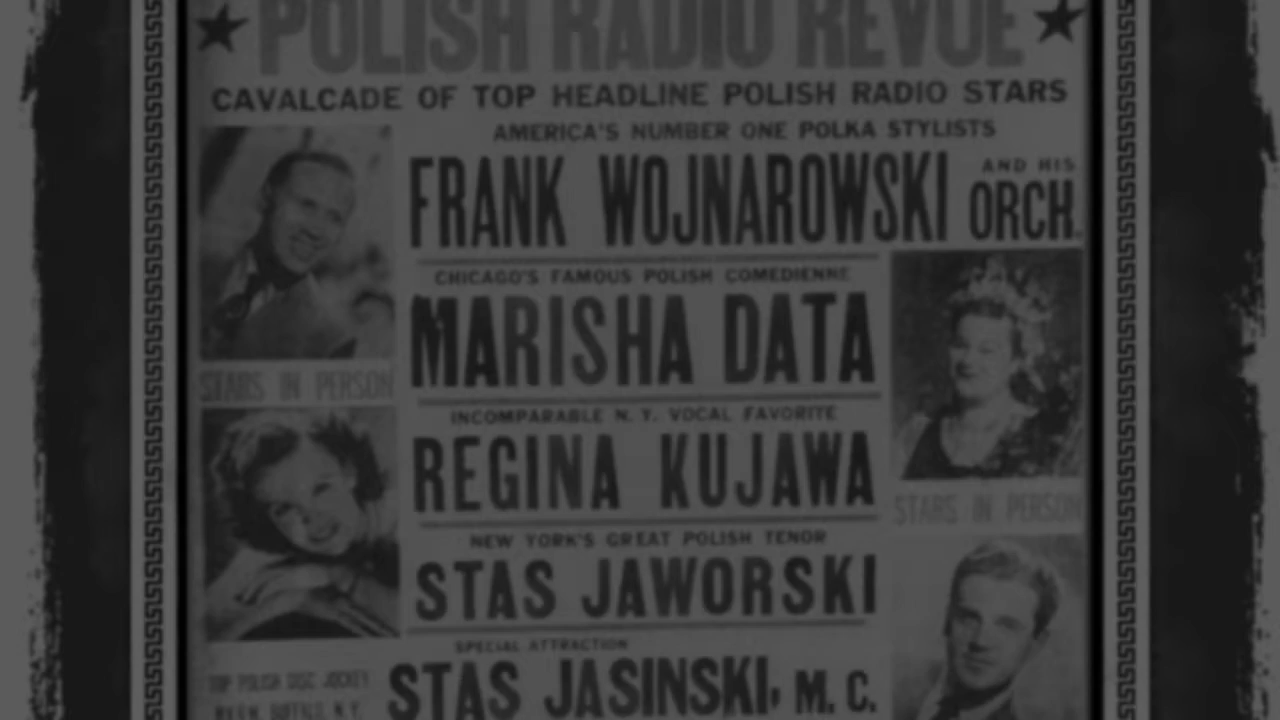 POLISH RADIO REVUE
CAVALCADE OF TOP HEADLINE POLISH RADIO STARS
AMERICA'S NUMBER ONE POLKA STYLISTS
FRANK WOJNAROWSKI AND HIS ORCH.
CHICAGO'S FAMOUS POLISH COMEDIENNE
MARISHA DATA
STARS IN PERSON
INCOMPARABLE N. Y. VOCAL FAVORITE
REGINA KUJAWA
STARS IN PERSON
NEW YORK'S GREAT POLISH TENOR
STAS JAWORSKI
SPECIAL ATTRACTION
STAS JASINSKI, M. C.
TOP POLISH DISC JOCKEY
N.Y.